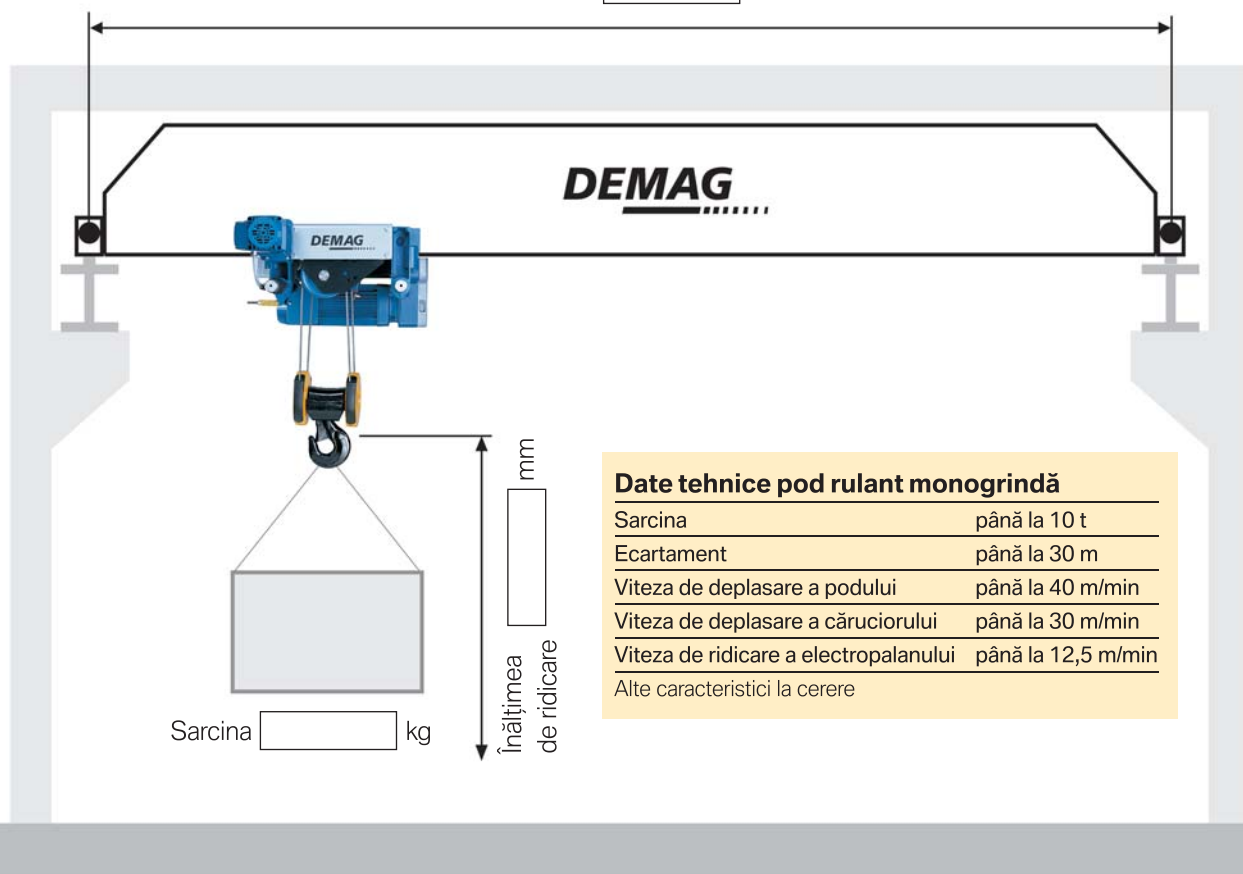 DEMAG
DEMAG
mm
Înălțimea
de ridicare
Sarcina kg
Date tehnice pod rulant monogrindă
Sarcina până la 10 t
Ecartament până la 30 m
Viteza de deplasare a podului până la 40 m/min
Viteza de deplasare a căruciorului până la 30 m/min
Viteza de ridicare a electropalanului până la 12,5 m/min
Alte caracteristici la cerere